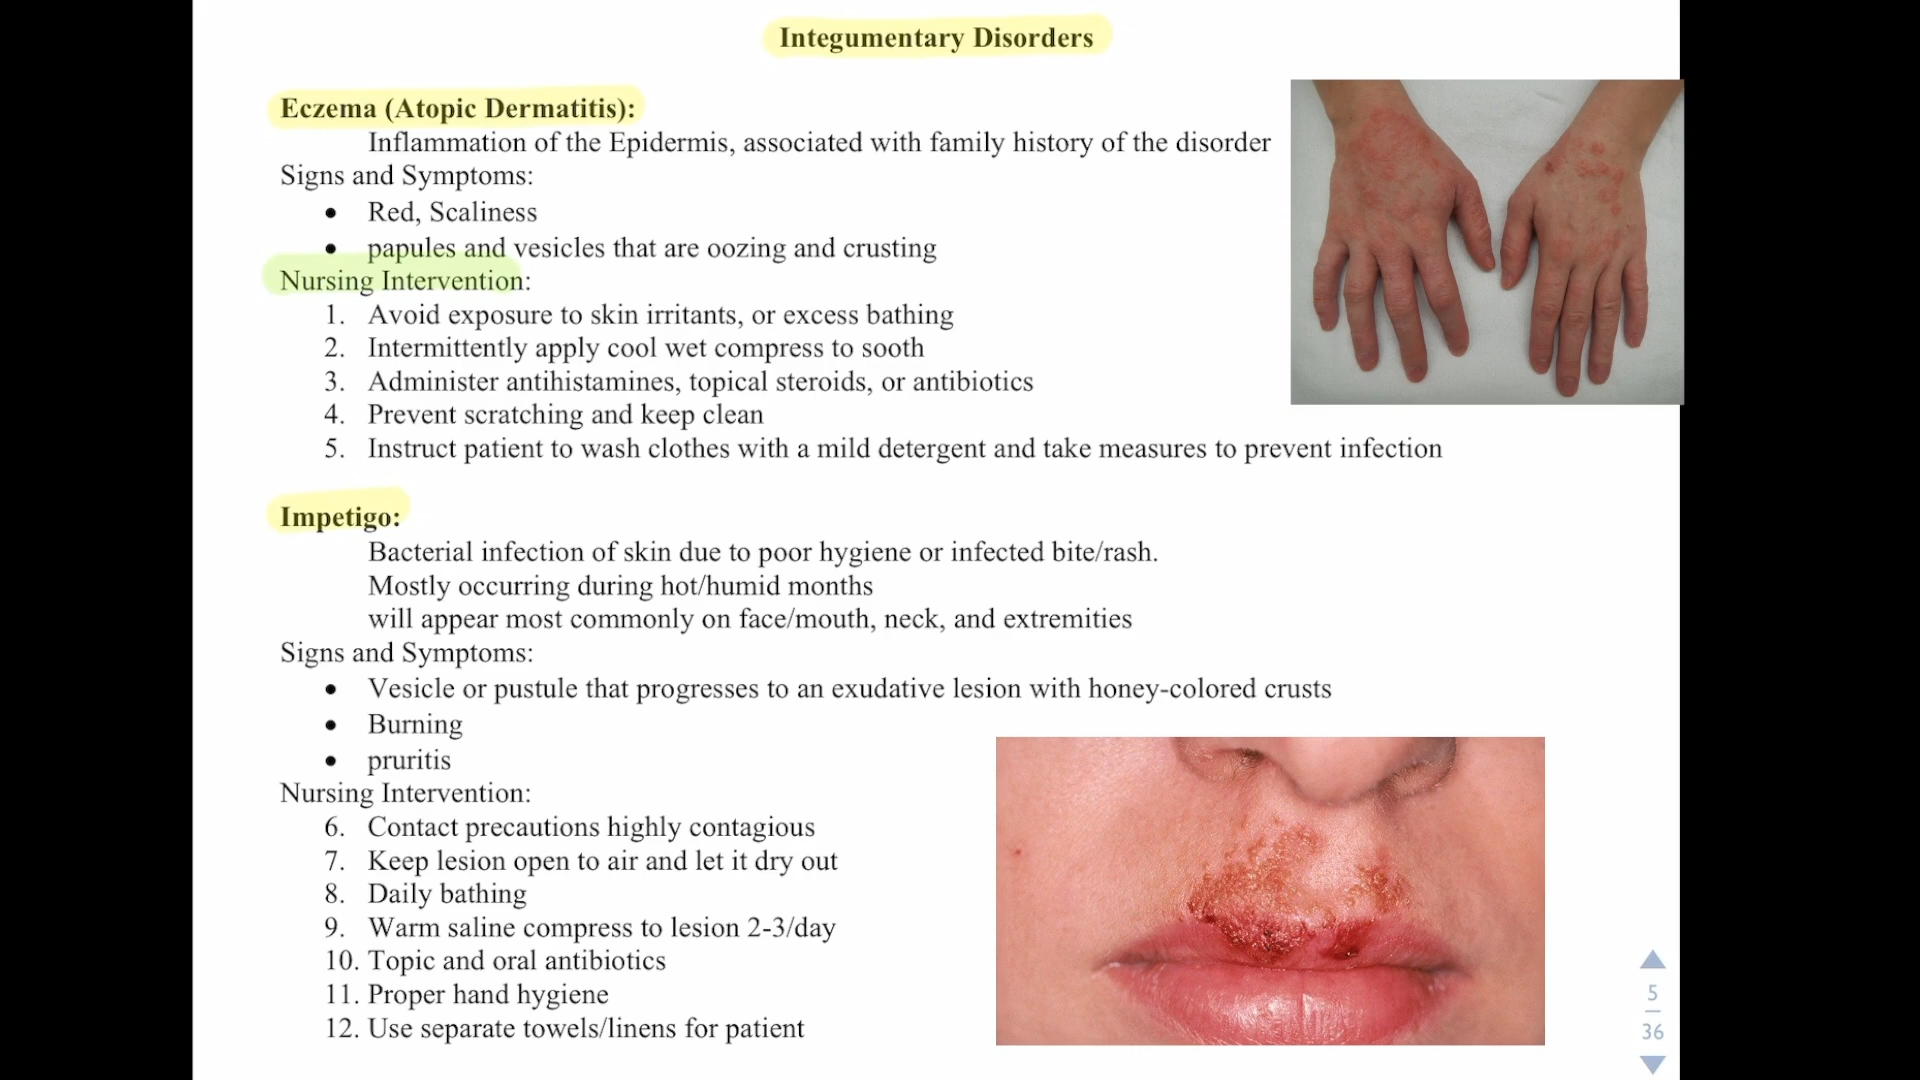 Integumentary Disorders
Eczema (Atopic Dermatitis):
Inflammation of the Epidermis, associated with family history of the disorder
Signs and Symptoms:
• Red, Scaliness
• papules and vesicles that are oozing and crusting
Nursing Intervention:
1. Avoid exposure to skin irritants, or excess bathing
2. Intermittently apply cool wet compress to sooth
3. Administer antihistamines, topical steroids, or antibiotics
4. Prevent scratching and keep clean
5. Instruct patient to wash clothes with a mild detergent and take measures to prevent infection
Impetigo:
Bacterial infection of skin due to poor hygiene or infected bite/rash.
Mostly occurring during hot/humid months
will appear most commonly on face/mouth, neck, and extremities
Signs and Symptoms:
• Vesicle or pustule that progresses to an exudative lesion with honey-colored crusts
• Burning
• pruritis
Nursing Intervention:
6. Contact precautions highly contagious
7. Keep lesion open to air and let it dry out
8. Daily bathing
9. Warm saline compress to lesion 2-3/day
10. Topic and oral antibiotics
11. Proper hand hygiene
12. Use separate towels/linens for patient
5
36